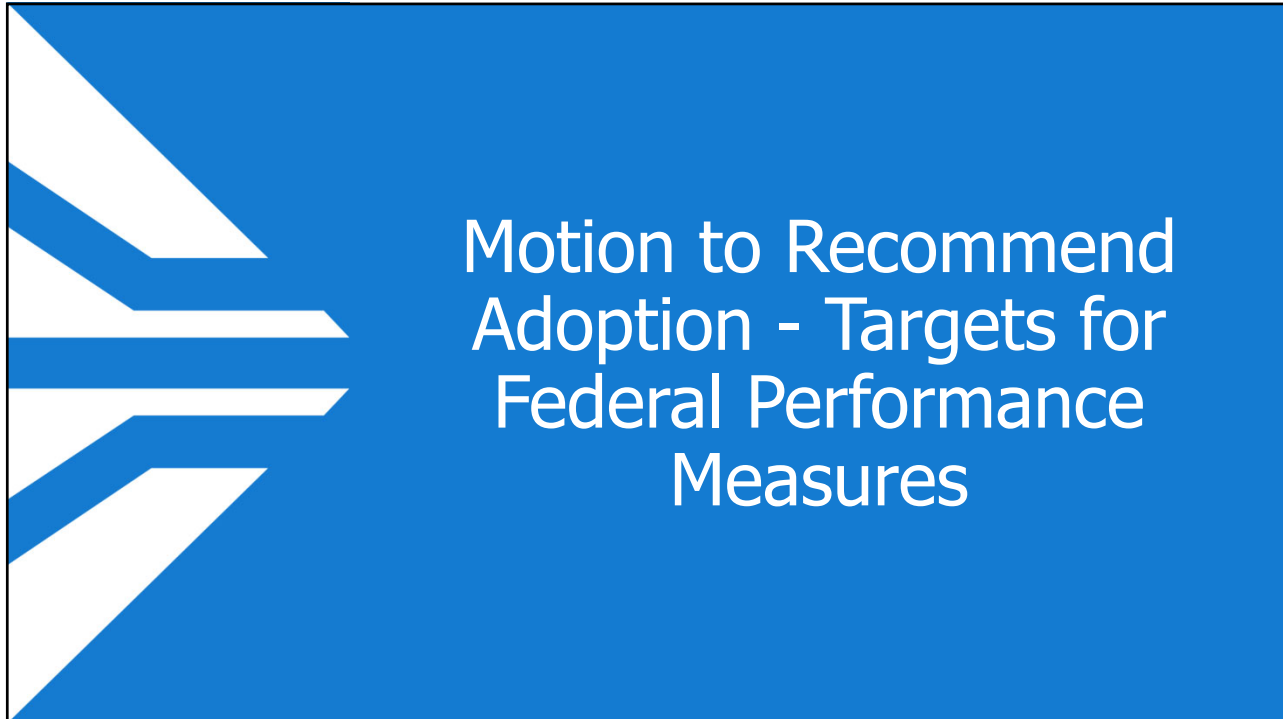 Motion to Recommend
Adoption - Targets for
Federal Performance
Measures